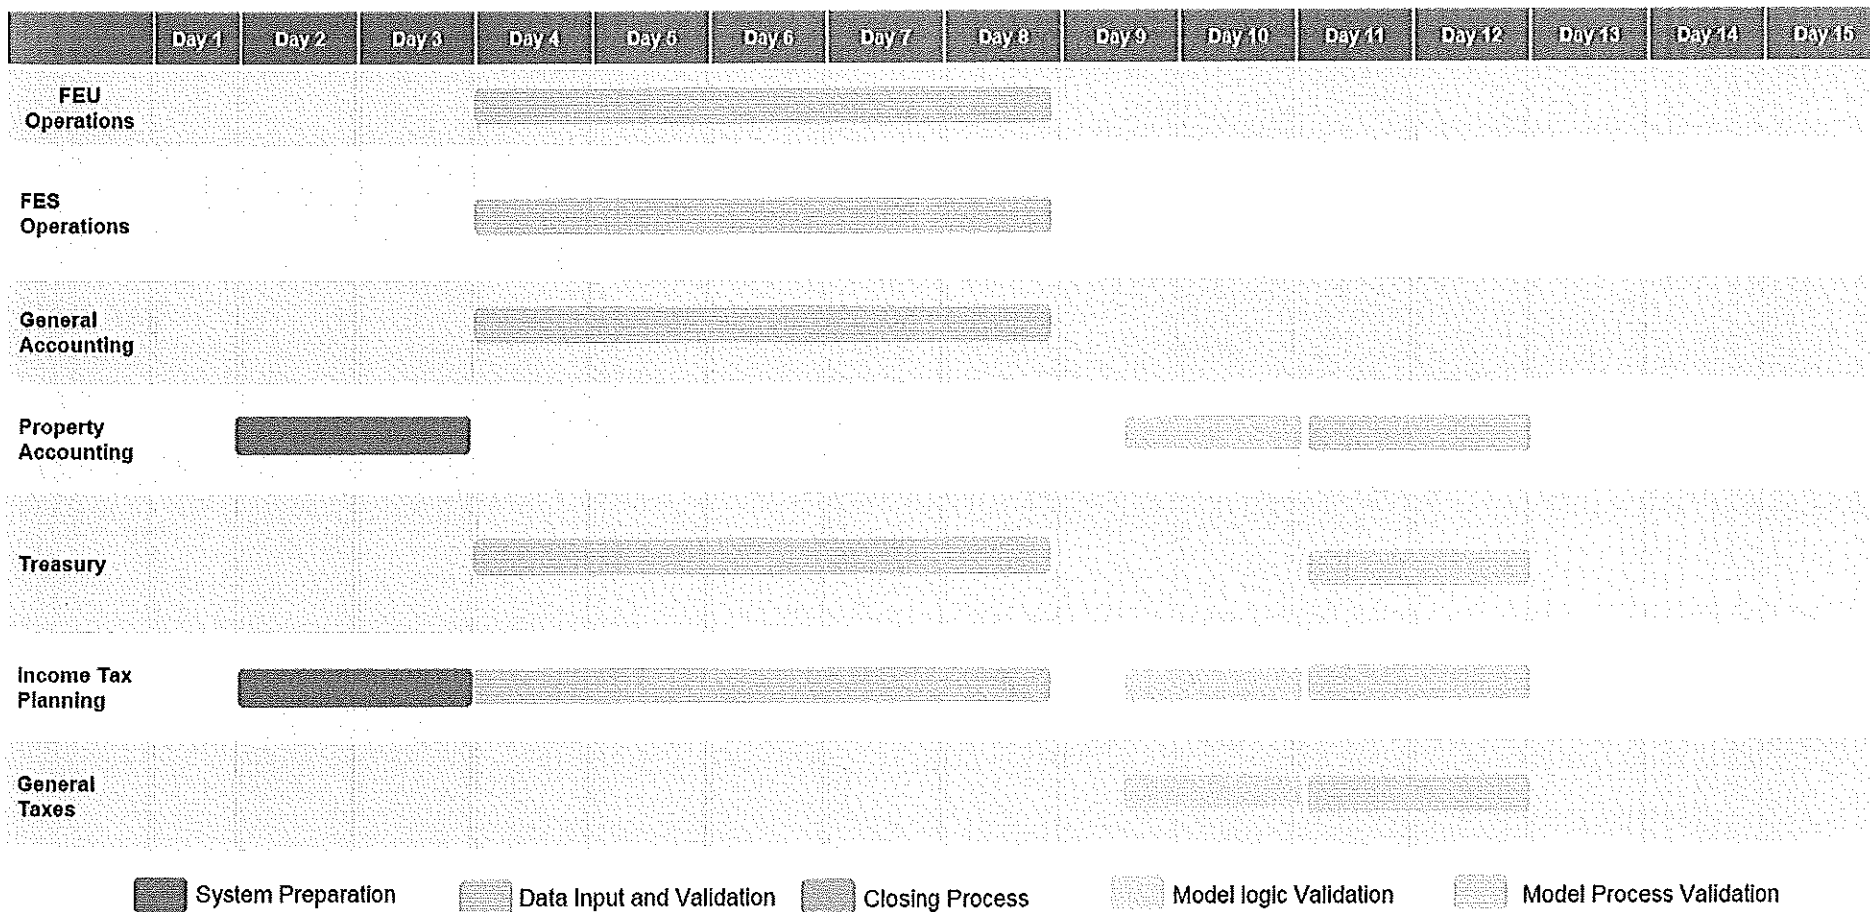 Day 1 Day 2 Day 3 Day 4 Day 5 Day 6 Day 7 Day 8 Day 9 Day 10 Day 11 Day 12 Day 13 Day 14 Day 15
FEU
Operations
FES
Operations
General
Accounting
Property
Accounting
Treasury
Income Tax
Planning
General
Taxes
System Preparation Data Input and Validation Closing Process Model logic Validation Model Process Validation